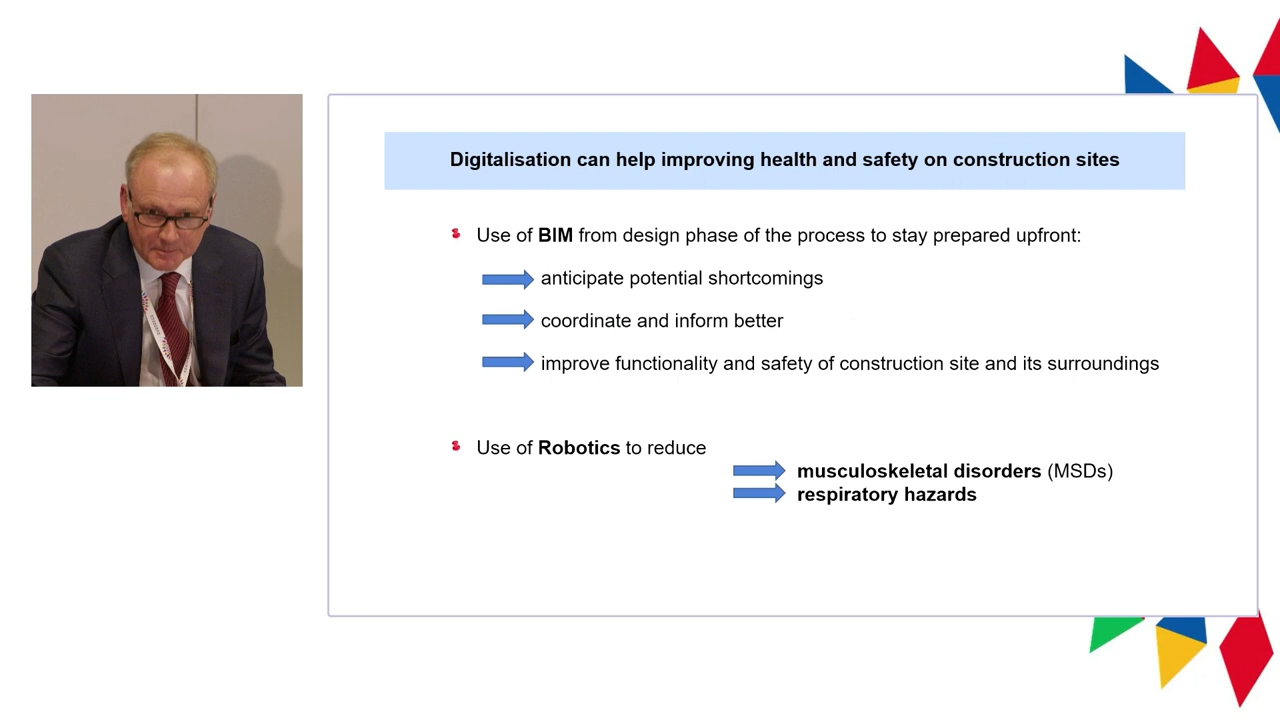 Digitalisation can help improving health and safety on construction sites
Use of BIM from design phase of the process to stay prepared upfront:
anticipate potential shortcomings
coordinate and inform better
improve functionality and safety of construction site and its surroundings
Use of Robotics to reduce
musculoskeletal disorders (MSDs)
respiratory hazards